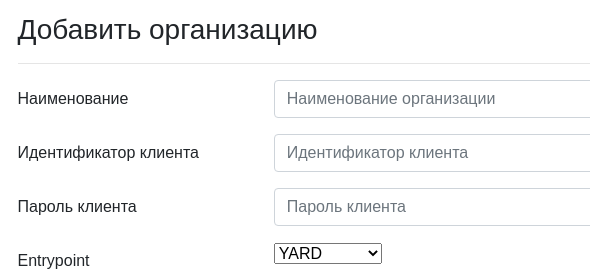 Добавить организацию
Наименование Наименование организации
Идентификатор клиента Идентификатор клиента
Пароль клиента Пароль клиента
Entrypoint YARD